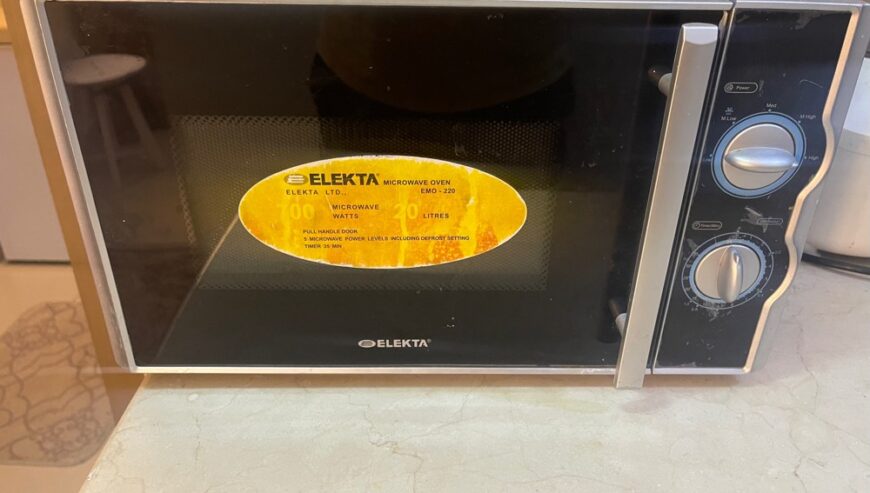 ELEKTA MICROWAVE OVEN
ELEKTA LTD., EMO - 220
00 MICROWAVE WATTS 20 LITRES
PULL HANDLE DOOR
5 MICROWAVE POWER LEVELS INCLUDING DEFROST SETTING
TIMER 35 MIN
ELEKTA
Power
Med
M.Low M.High
High